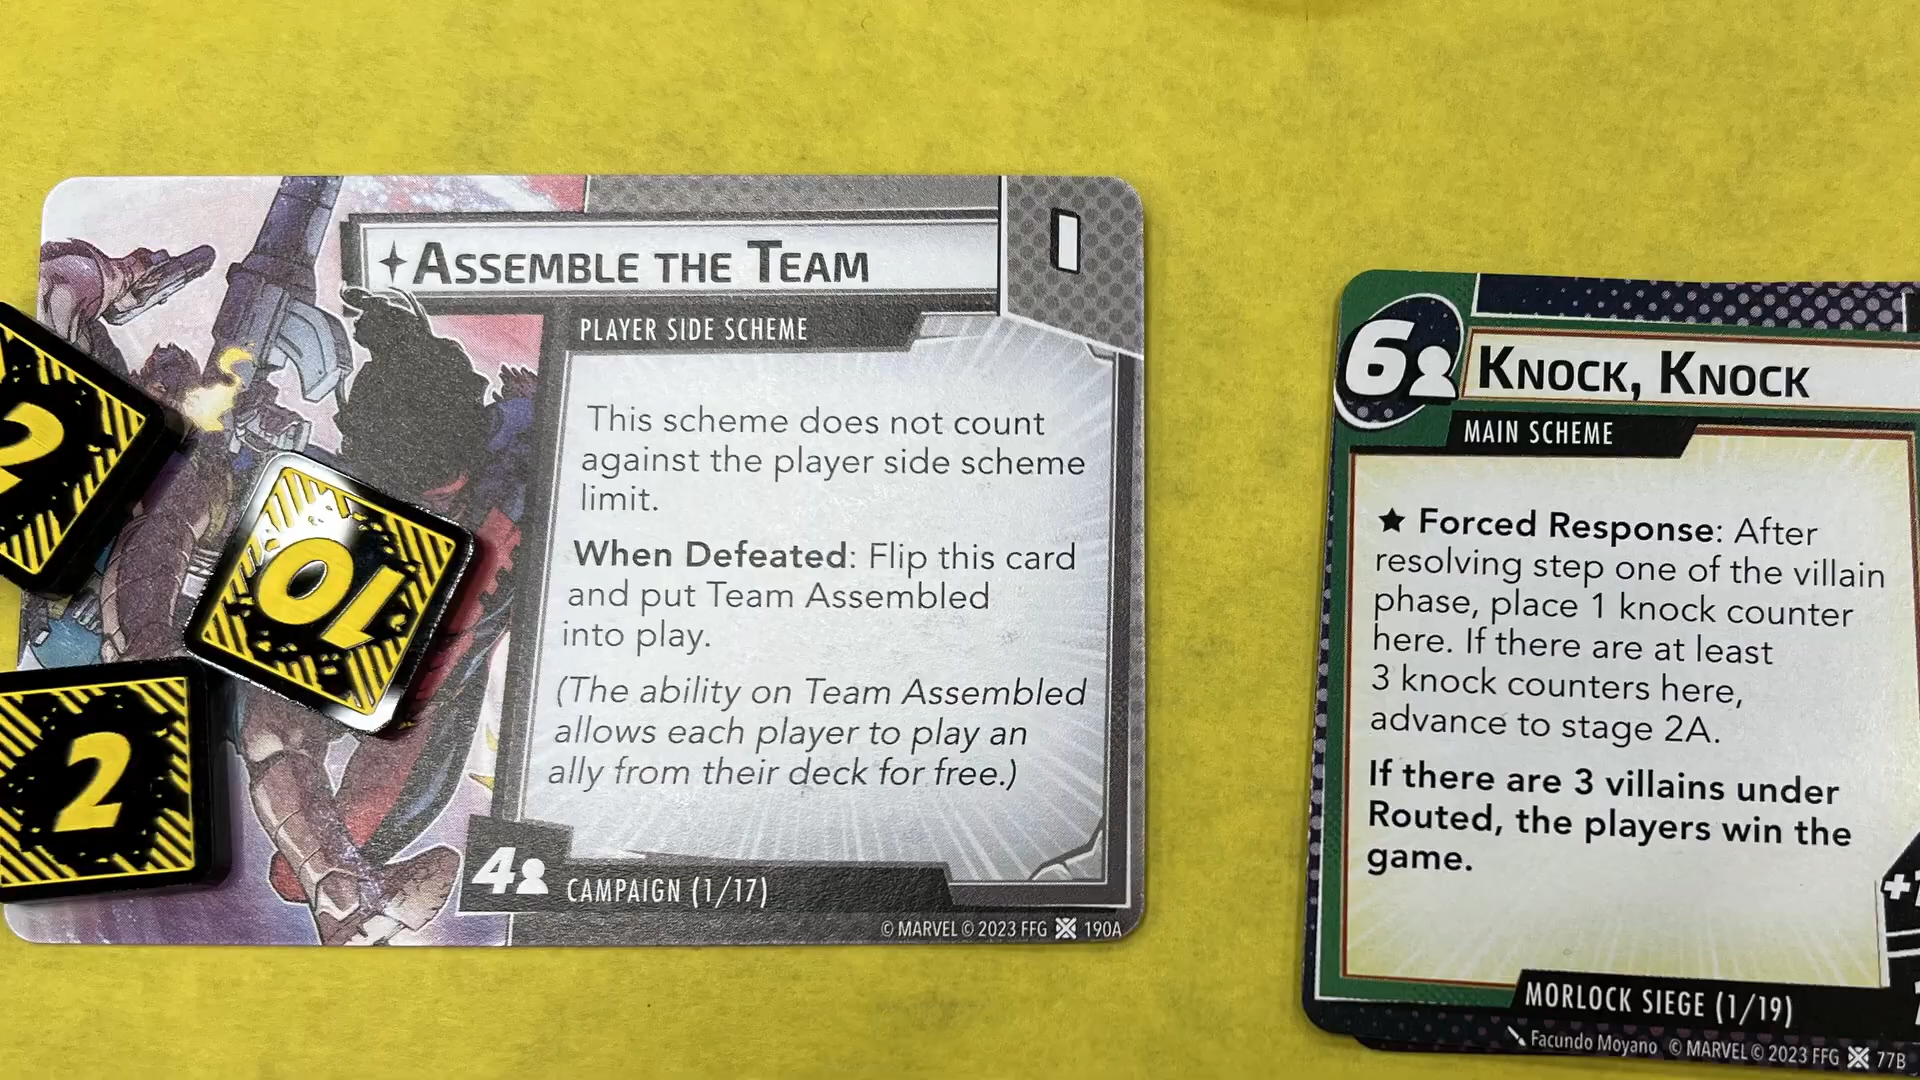 ASSEMBLE THE TEAM
PLAYER SIDE SCHEME
This scheme does not count
against the player side scheme
limit.
When Defeated: Flip this card
and put Team Assembled
into play.
(The ability on Team Assembled
allows each player to play an
ally from their deck for free.)
4
CAMPAIGN (1/17)
© MARVEL © 2023 FFG 190A
2
10
2
6
KNOCK, KNOCK
MAIN SCHEME
★ Forced Response: After
resolving step one of the villain
phase, place 1 knock counter
here. If there are at least
3 knock counters here,
advance to stage 2A.
If there are 3 villains under
Routed, the players win the
game.
MORLOCK SIEGE (1/19)
Facundo Moyano © MARVEL © 2023 FFG 77B